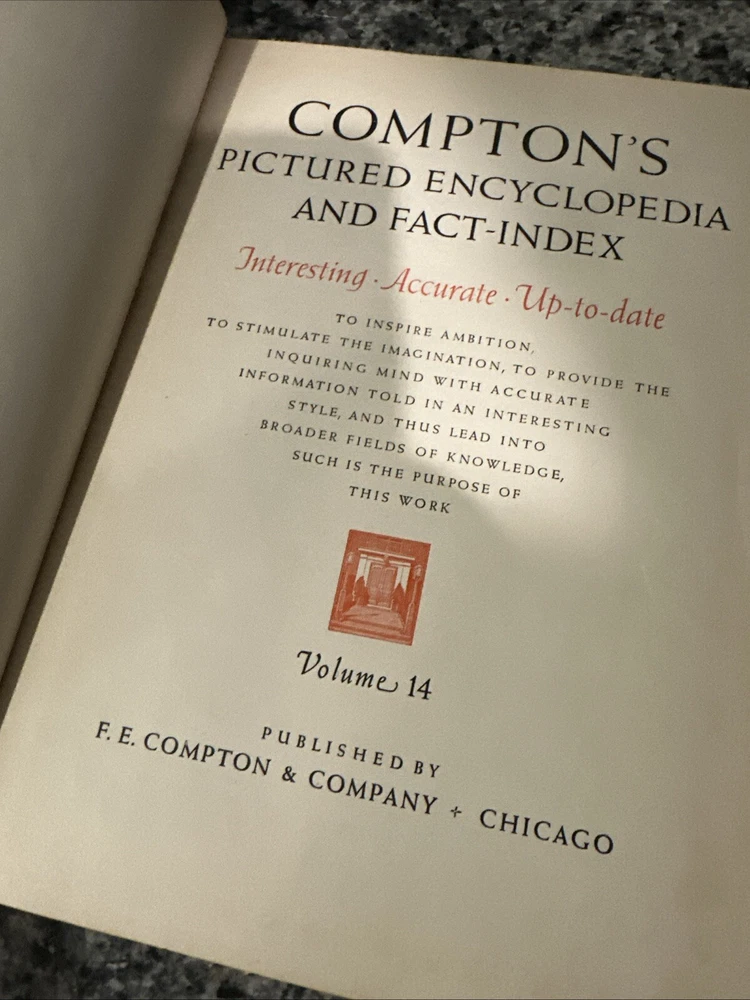 COMPTON'S
PICTURED ENCYCLOPEDIA
AND FACT-INDEX
Interesting · Accurate · Up-to-date
TO INSPIRE AMBITION,
TO STIMULATE THE IMAGINATION, TO PROVIDE THE
INQUIRING MIND WITH ACCURATE
INFORMATION TOLD IN AN INTERESTING
STYLE, AND THUS LEAD INTO
BROADER FIELDS OF KNOWLEDGE,
SUCH IS THE PURPOSE OF
THIS WORK
Volume 14
PUBLISHED BY
F. E. COMPTON & COMPANY + CHICAGO